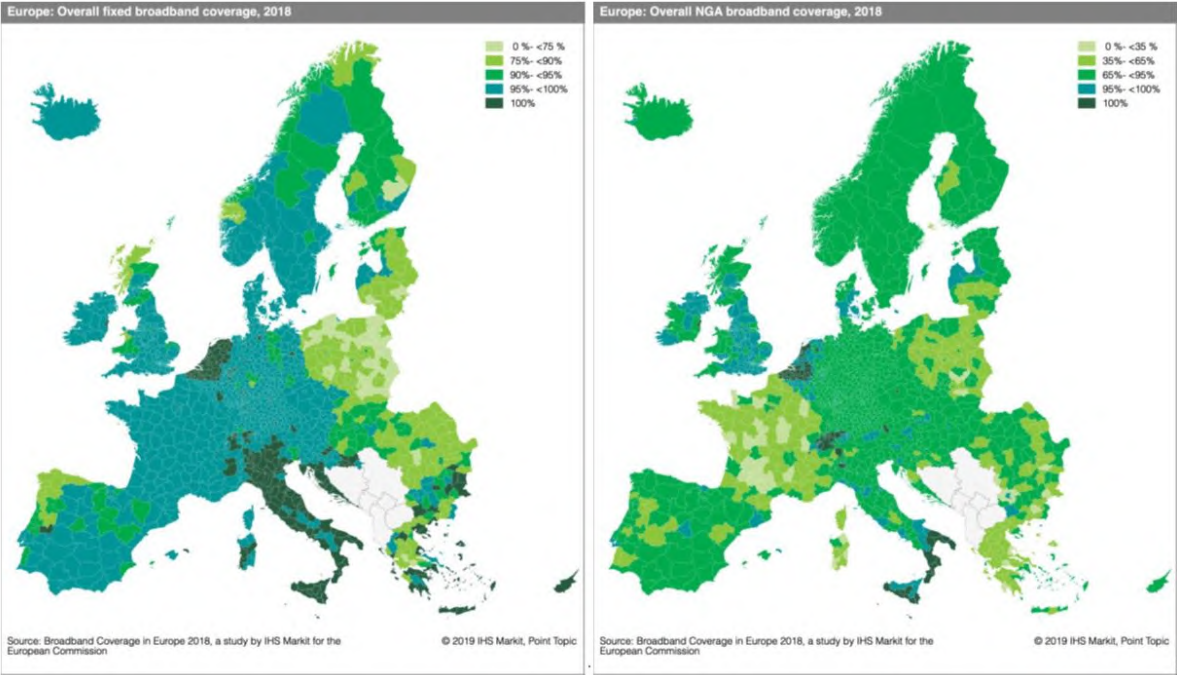 Europe: Overall fixed broadband coverage, 2018
0 %- <75 %
75%- <90%
90%- <95%
95%- <100%
100%
Source: Broadband Coverage in Europe 2018, a study by IHS Markit for the
European Commission
© 2019 IHS Markit, Point Topic
Europe: Overall NGA broadband coverage, 2018
0 %- <35 %
35%- <65%
65%- <95%
95%- <100%
100%
Source: Broadband Coverage in Europe 2018, a study by IHS Markit for the
European Commission
© 2019 IHS Markit, Point Topic